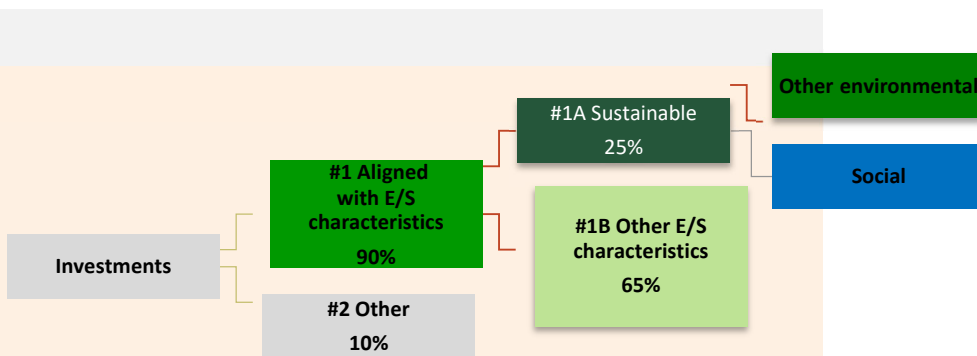 Other environmental
#1A Sustainable
25%
Social
#1 Aligned
with E/S
characteristics
90%
#1B Other E/S
characteristics
65%
Investments
#2 Other
10%